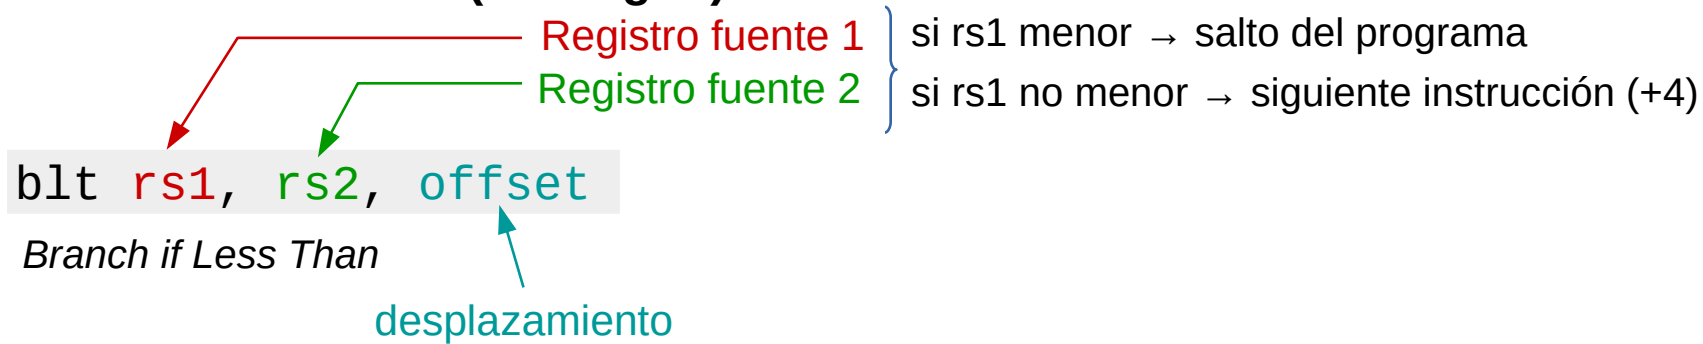 Registro fuente 1
Registro fuente 2
si rs1 menor → salto del programa
si rs1 no menor → siguiente instrucción (+4)
blt rs1, rs2, offset
Branch if Less Than
desplazamiento